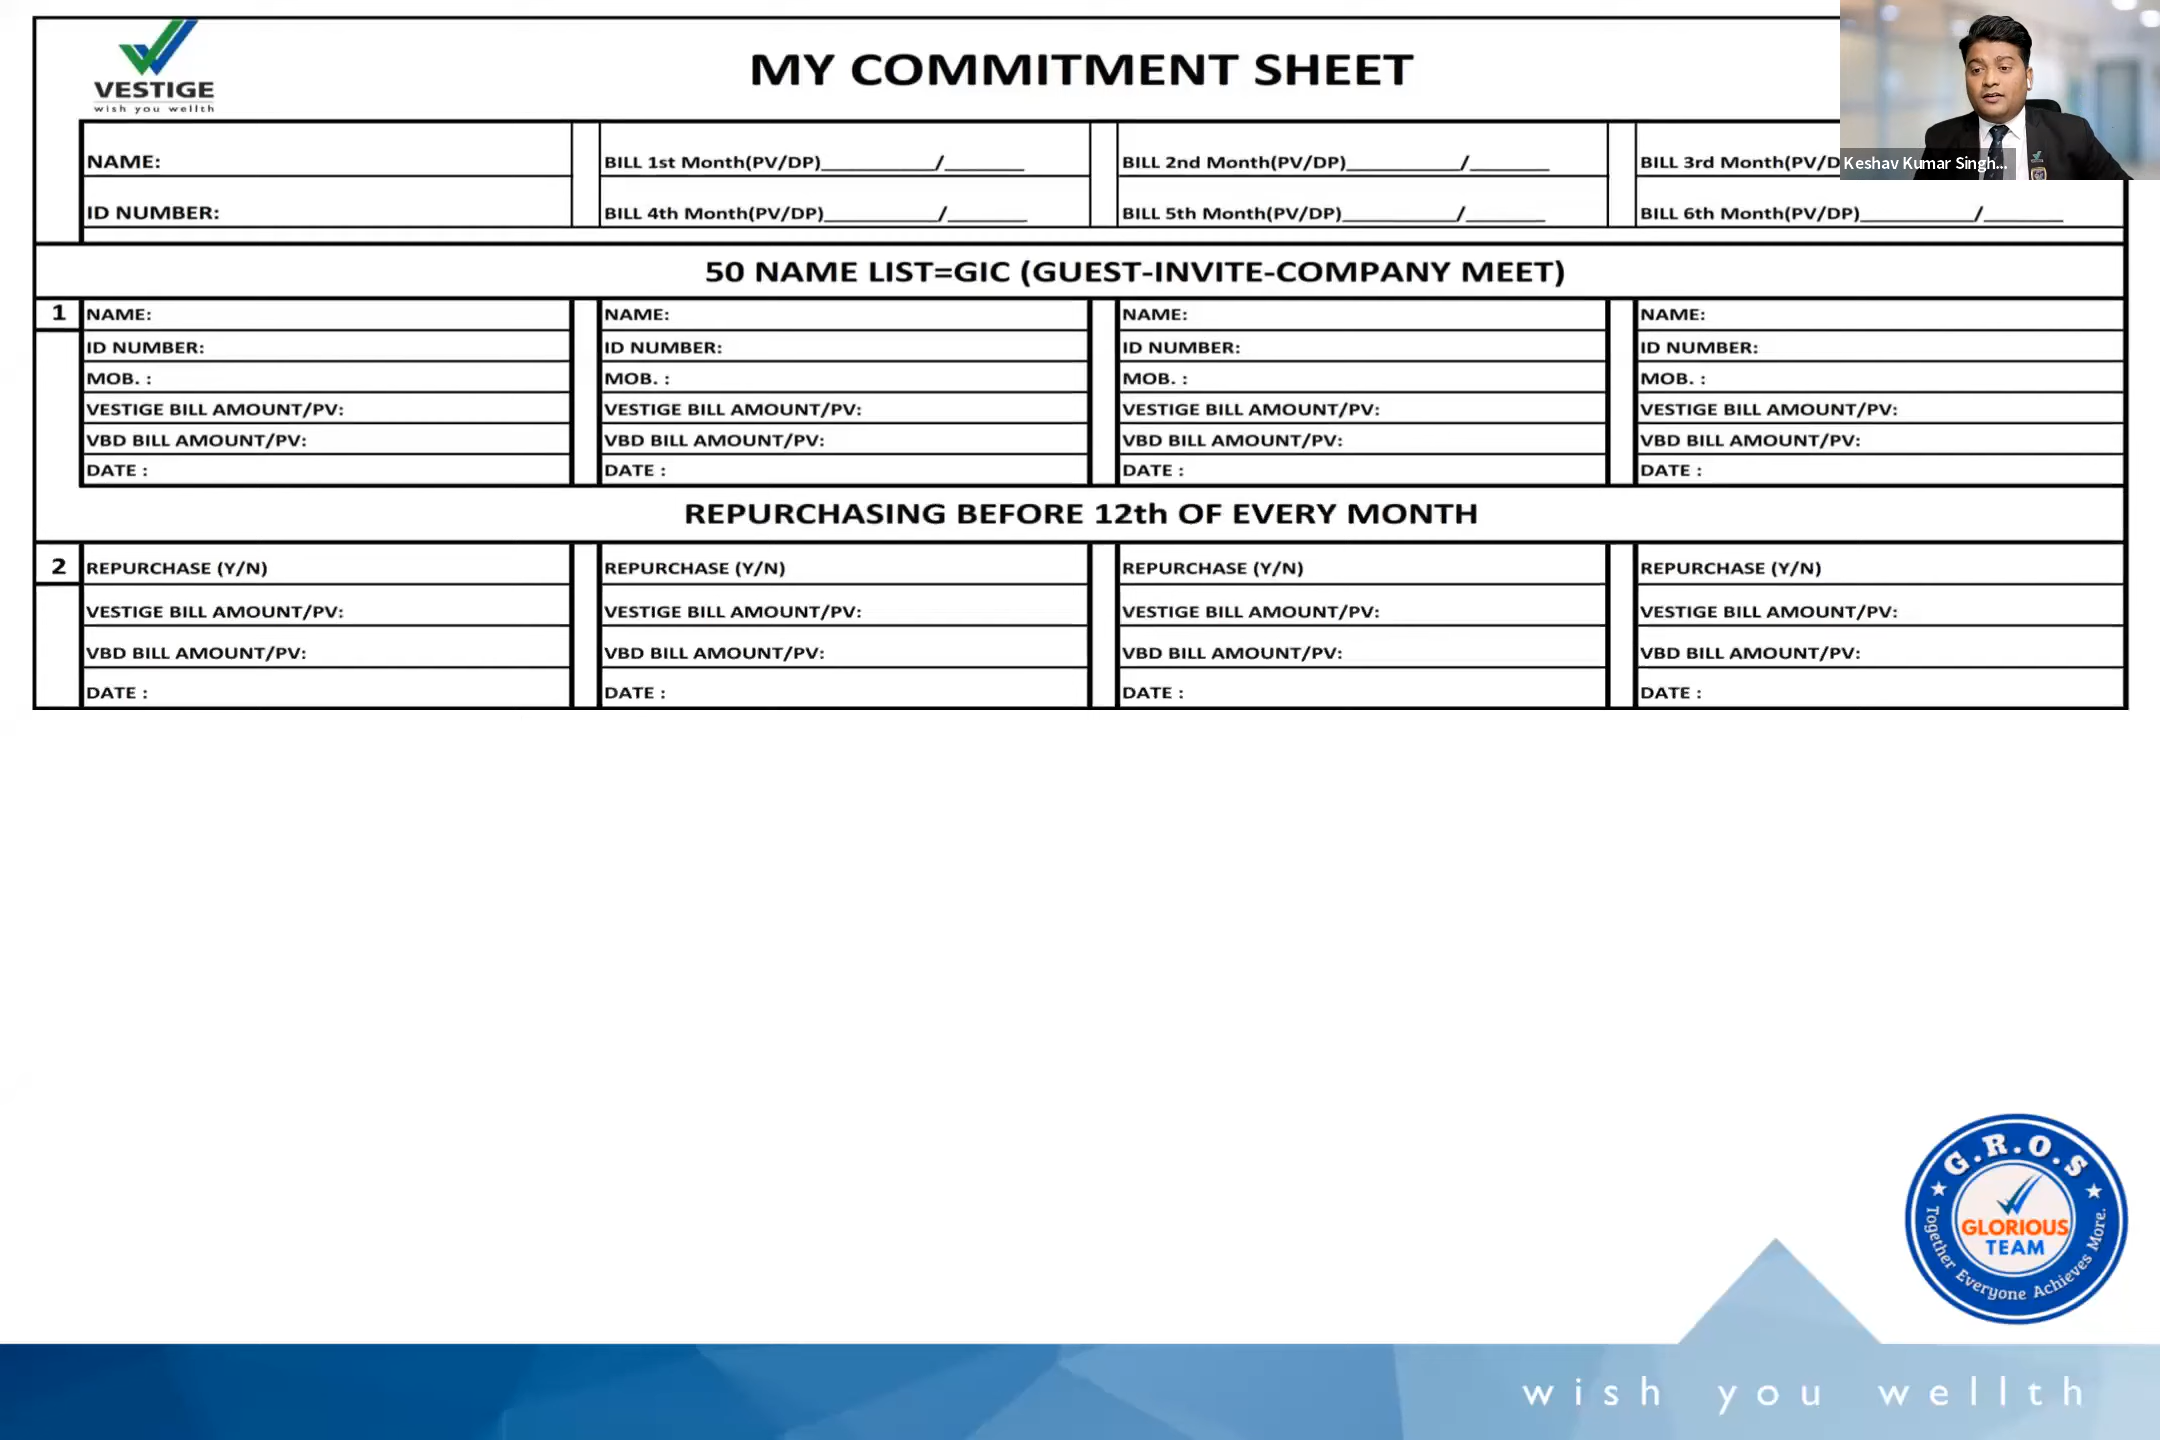 VESTIGE
wish you wellth
MY COMMITMENT SHEET
Keshav Kumar Singh...
NAME:
BILL 1st Month(PV/DP)__________/_______
BILL 2nd Month(PV/DP)__________/_______
BILL 3rd Month(PV/D
ID NUMBER:
BILL 4th Month(PV/DP)__________/_______
BILL 5th Month(PV/DP)__________/_______
BILL 6th Month(PV/DP)__________/_______
50 NAME LIST=GIC (GUEST-INVITE-COMPANY MEET)
1
NAME:
NAME:
NAME:
NAME:
ID NUMBER:
ID NUMBER:
ID NUMBER:
ID NUMBER:
MOB. :
MOB. :
MOB. :
MOB. :
VESTIGE BILL AMOUNT/PV:
VESTIGE BILL AMOUNT/PV:
VESTIGE BILL AMOUNT/PV:
VESTIGE BILL AMOUNT/PV:
VBD BILL AMOUNT/PV:
VBD BILL AMOUNT/PV:
VBD BILL AMOUNT/PV:
VBD BILL AMOUNT/PV:
DATE :
DATE :
DATE :
DATE :
REPURCHASING BEFORE 12th OF EVERY MONTH
2
REPURCHASE (Y/N)
REPURCHASE (Y/N)
REPURCHASE (Y/N)
REPURCHASE (Y/N)
VESTIGE BILL AMOUNT/PV:
VESTIGE BILL AMOUNT/PV:
VESTIGE BILL AMOUNT/PV:
VESTIGE BILL AMOUNT/PV:
VBD BILL AMOUNT/PV:
VBD BILL AMOUNT/PV:
VBD BILL AMOUNT/PV:
VBD BILL AMOUNT/PV:
DATE :
DATE :
DATE :
DATE :
G.R.O.S
GLORIOUS
TEAM
Together Everyone Achieves More.
wish you wellth